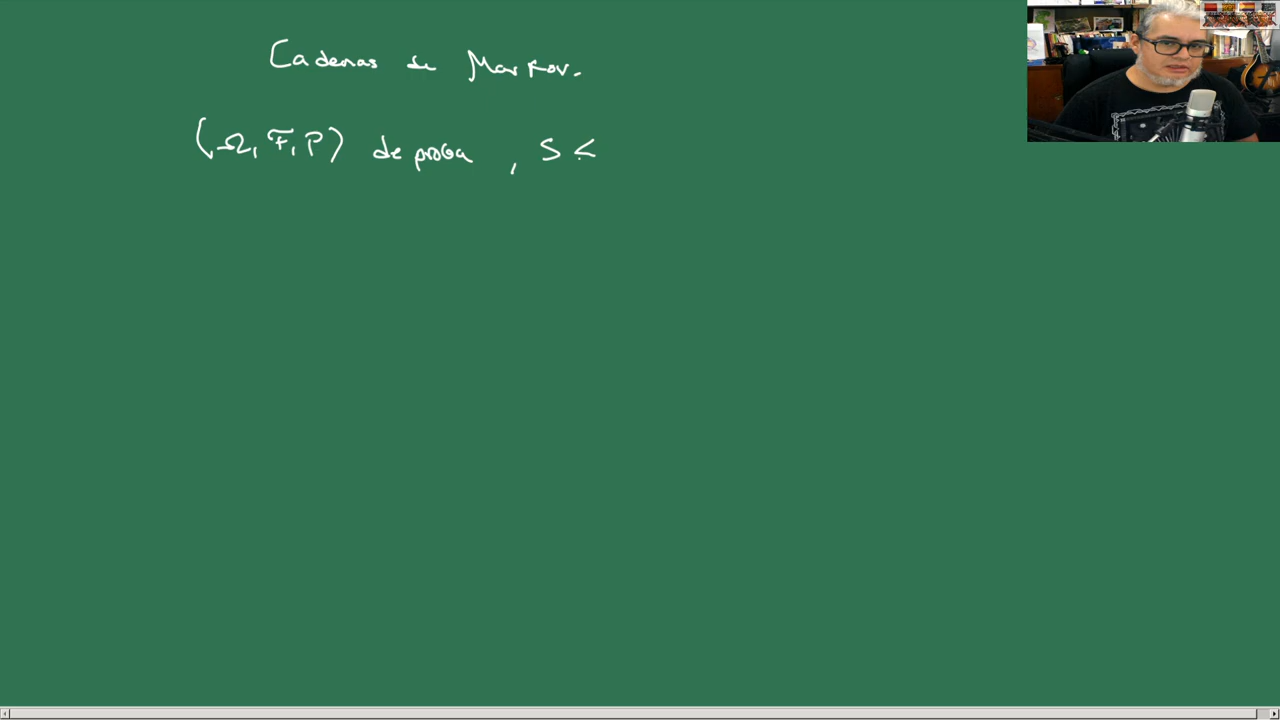 Cadenas de Markov.
(Ω, F, P) de proba , S <